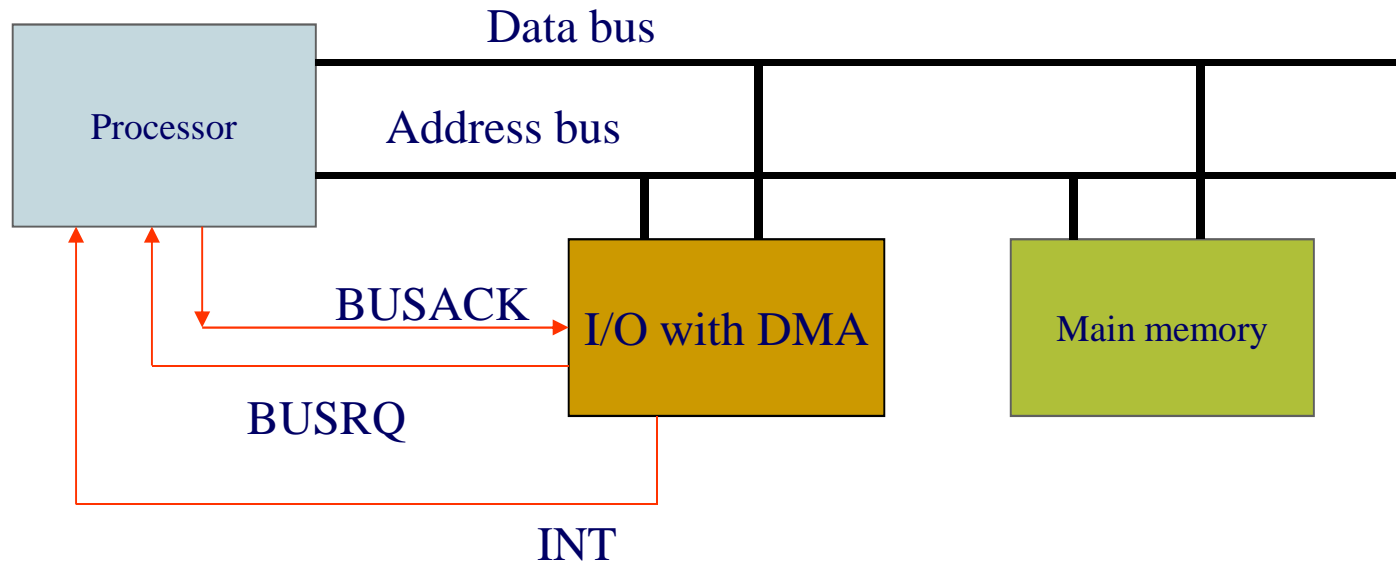 Data bus
Processor
Address bus
BUSACK
I/O with DMA
Main memory
BUSRQ
INT